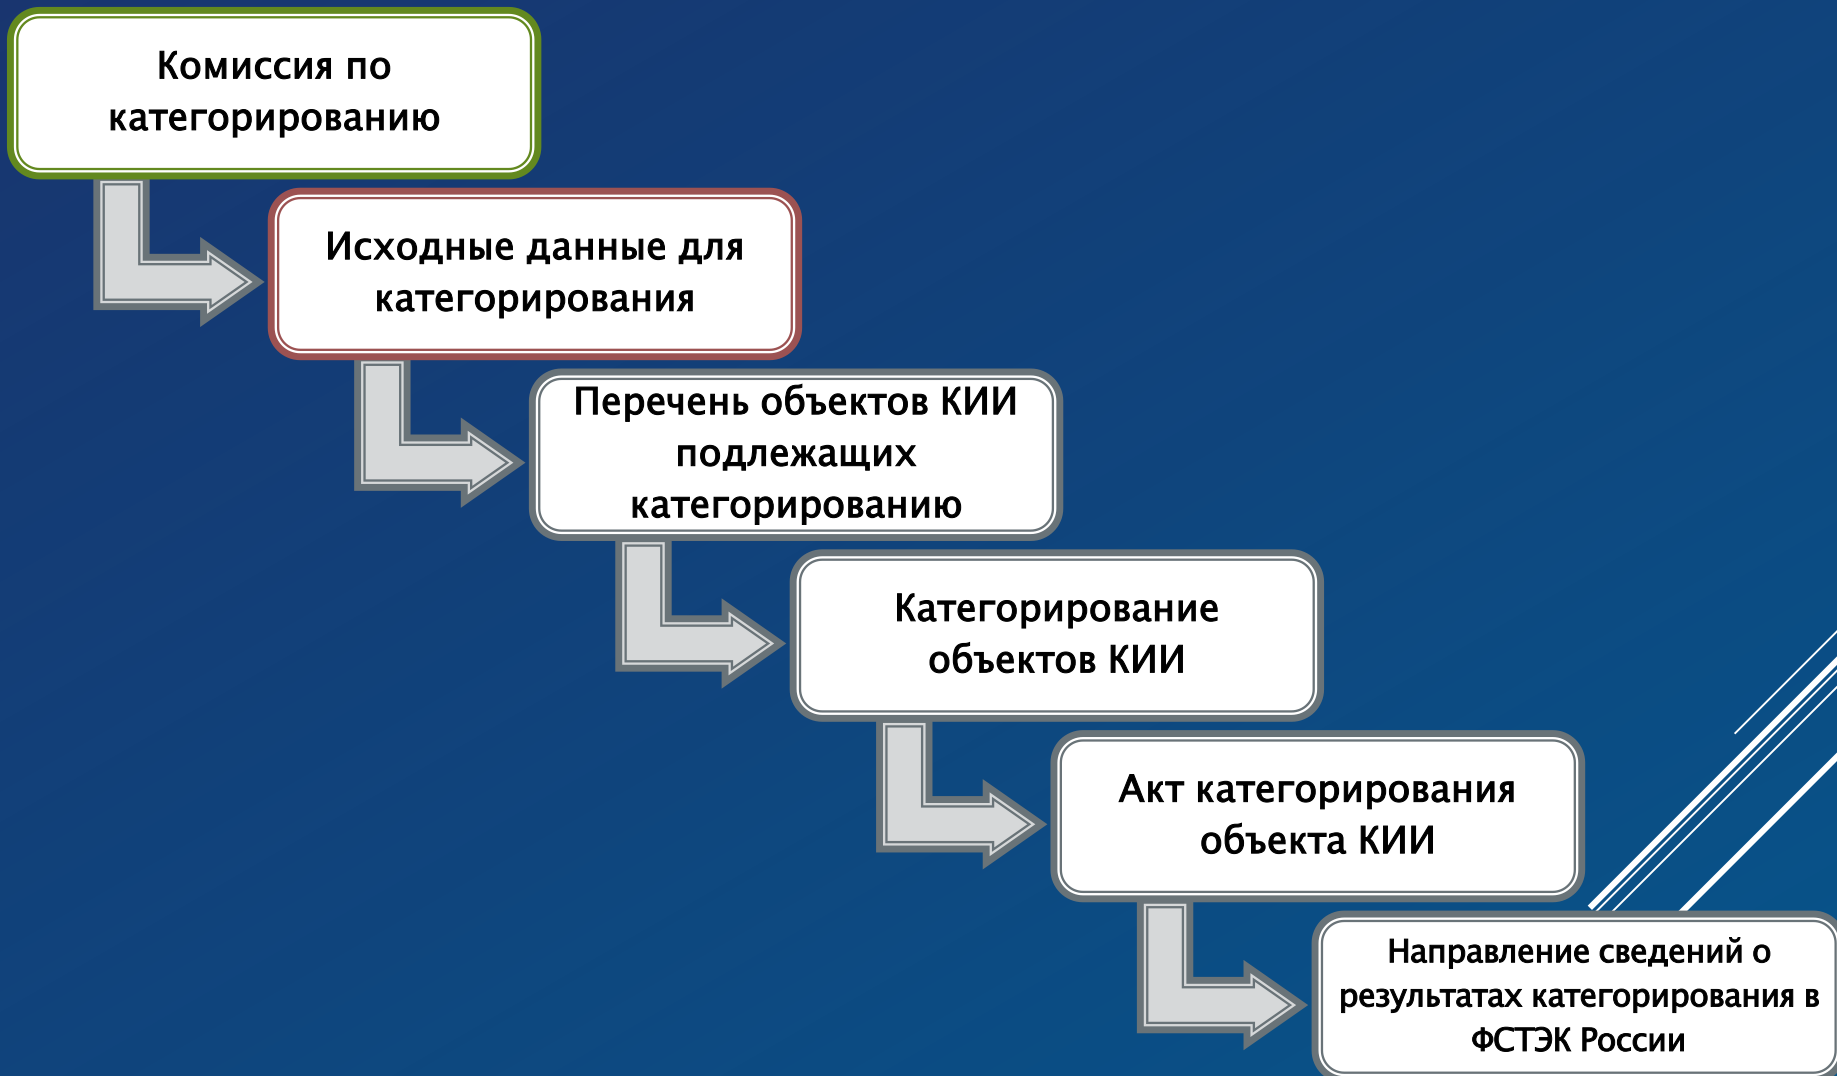 Комиссия по
категорированию
Исходные данные для
категорирования
Перечень объектов КИИ
подлежащих
категорированию
Категорирование
объектов КИИ
Акт категорирования
объекта КИИ
Направление сведений о
результатах категорирования в
ФСТЭК России